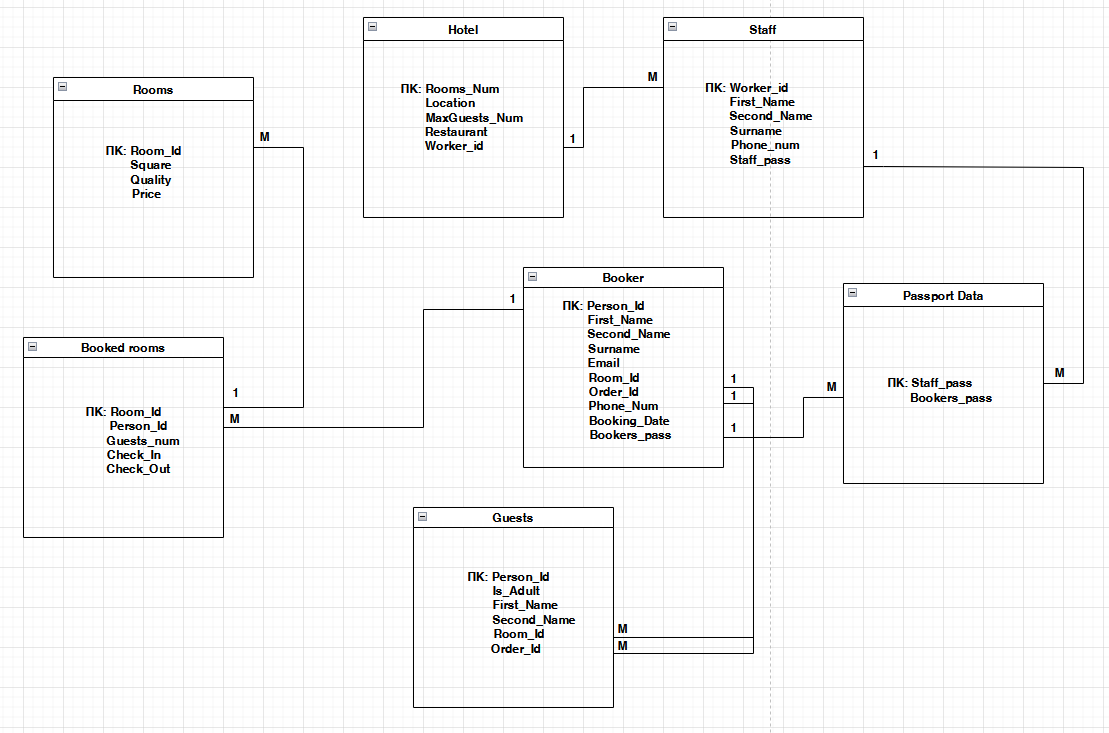 Hotel
ПК: Rooms_Num
Location
MaxGuests_Num
Restaurant
Worker_id
1
M
Staff
ПК: Worker_id
First_Name
Second_Name
Surname
Phone_num
Staff_pass
1
Rooms
ПК: Room_Id
Square
Quality
Price
M
Booked rooms
ПК: Room_Id
Person_Id
Guests_num
Check_In
Check_Out
1
M
Booker
ПК: Person_Id
First_Name
Second_Name
Surname
Email
Room_Id
Order_Id
Phone_Num
Booking_Date
Bookers_pass
1
1
1
1
Passport Data
ПК: Staff_pass
Bookers_pass
M
M
Guests
ПК: Person_Id
Is_Adult
First_Name
Second_Name
Room_Id
Order_Id
M
M